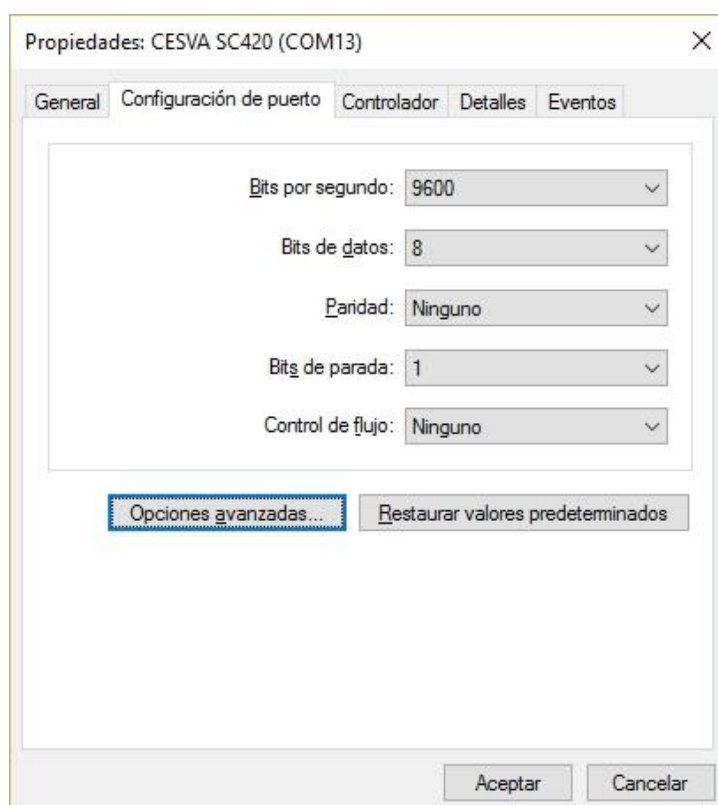 Propiedades: CESVA SC420 (COM13)
General Configuración de puerto Controlador Detalles Eventos
Bits por segundo: 9600
Bits de datos: 8
Paridad: Ninguno
Bits de parada: 1
Control de flujo: Ninguno
Opciones avanzadas... Restaurar valores predeterminados
Aceptar Cancelar